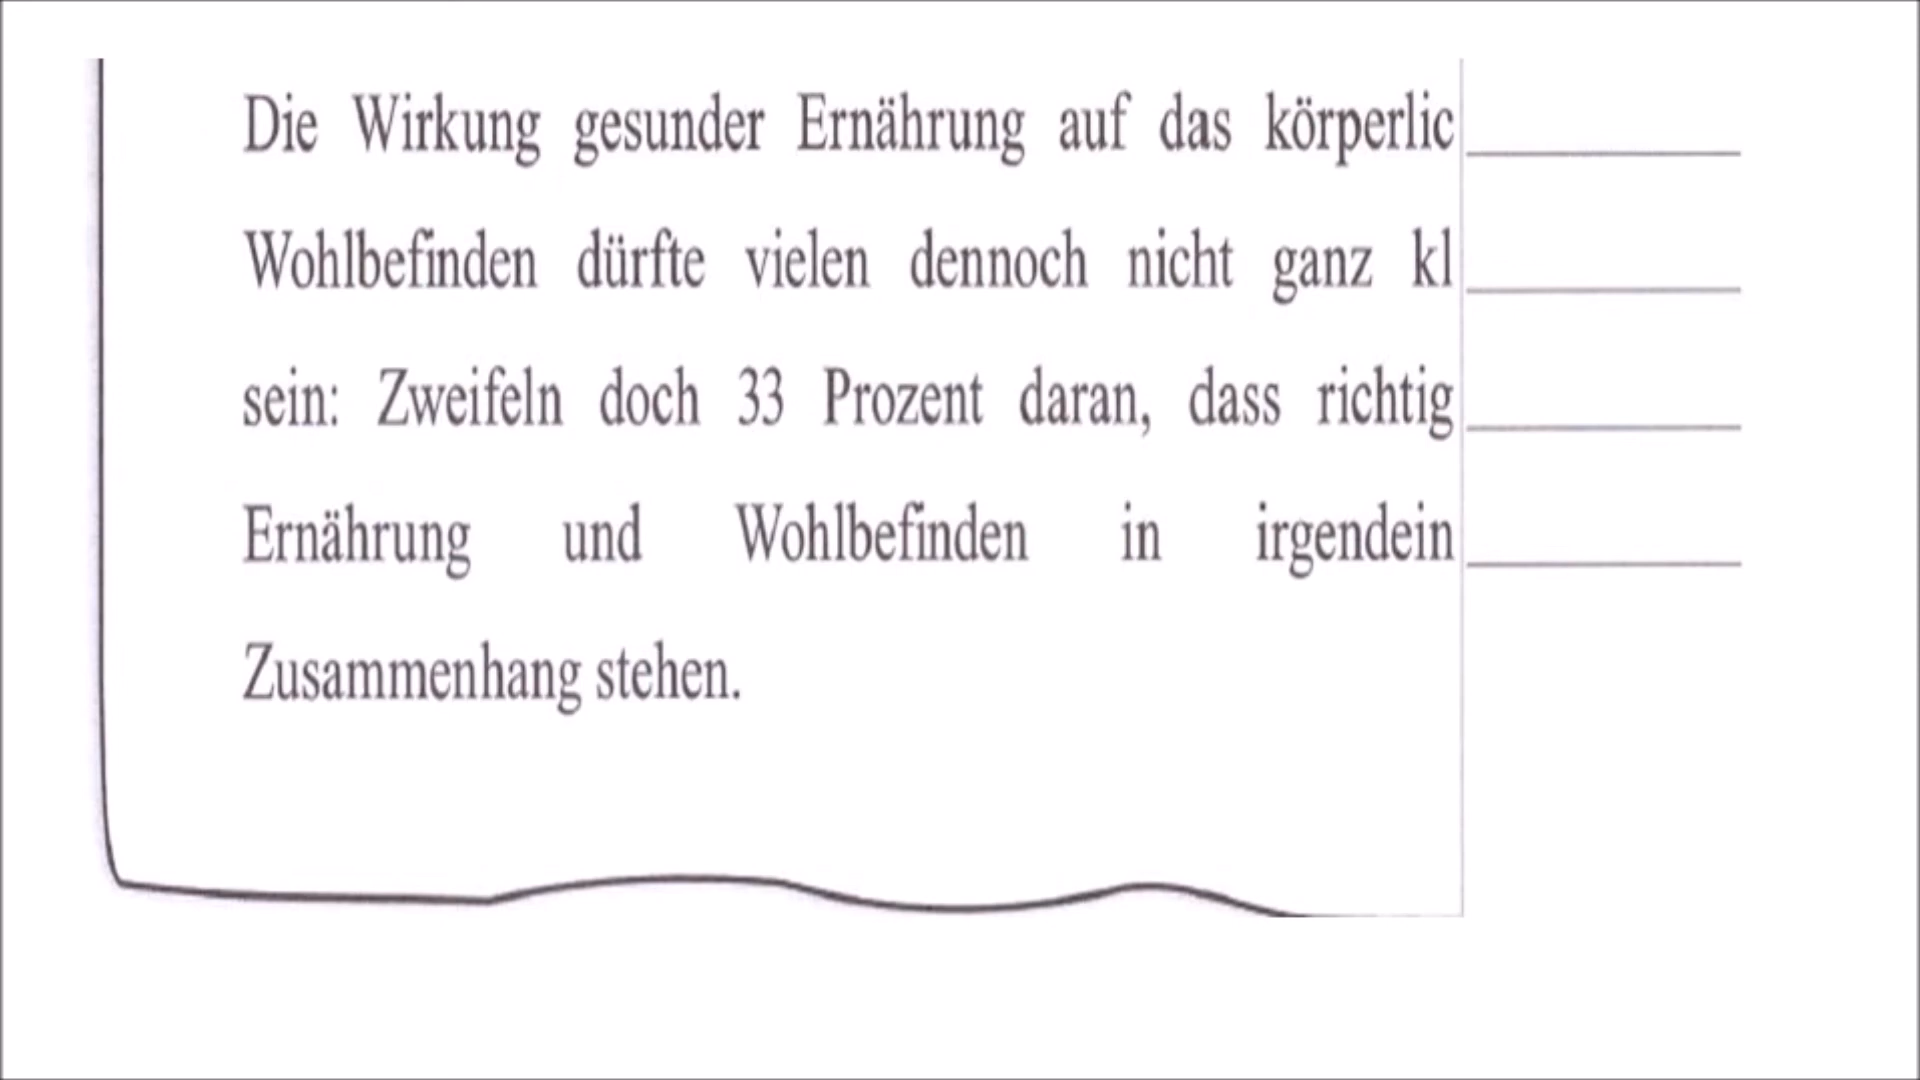 Die Wirkung gesunder Ernährung auf das körperlic
Wohlbefinden dürfte vielen dennoch nicht ganz kl
sein: Zweifeln doch 33 Prozent daran, dass richtig
Ernährung und Wohlbefinden in irgendein
Zusammenhang stehen.